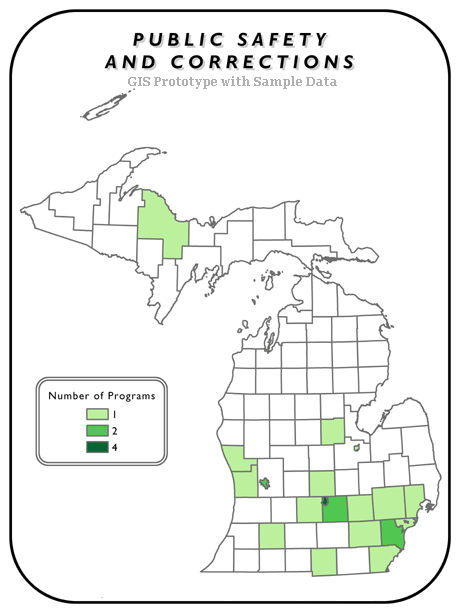 PUBLIC SAFETY
AND CORRECTIONS
GIS Prototype with Sample Data
Number of Programs
1
2
4